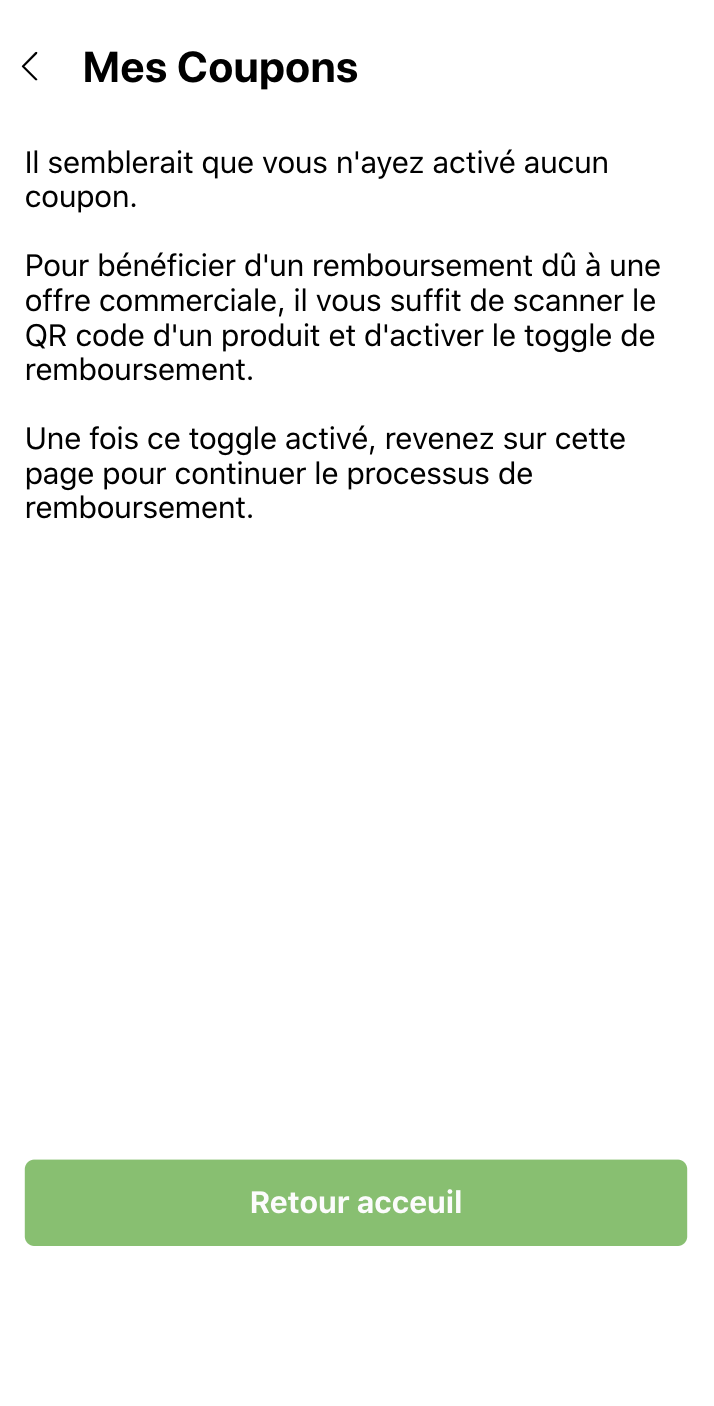 Mes Coupons
Il semblerait que vous n'ayez activé aucun
coupon.
Pour bénéficier d'un remboursement dû à une
offre commerciale, il vous suffit de scanner le
QR code d'un produit et d'activer le toggle de
remboursement.
Une fois ce toggle activé, revenez sur cette
page pour continuer le processus de
remboursement.
Retour acceuil